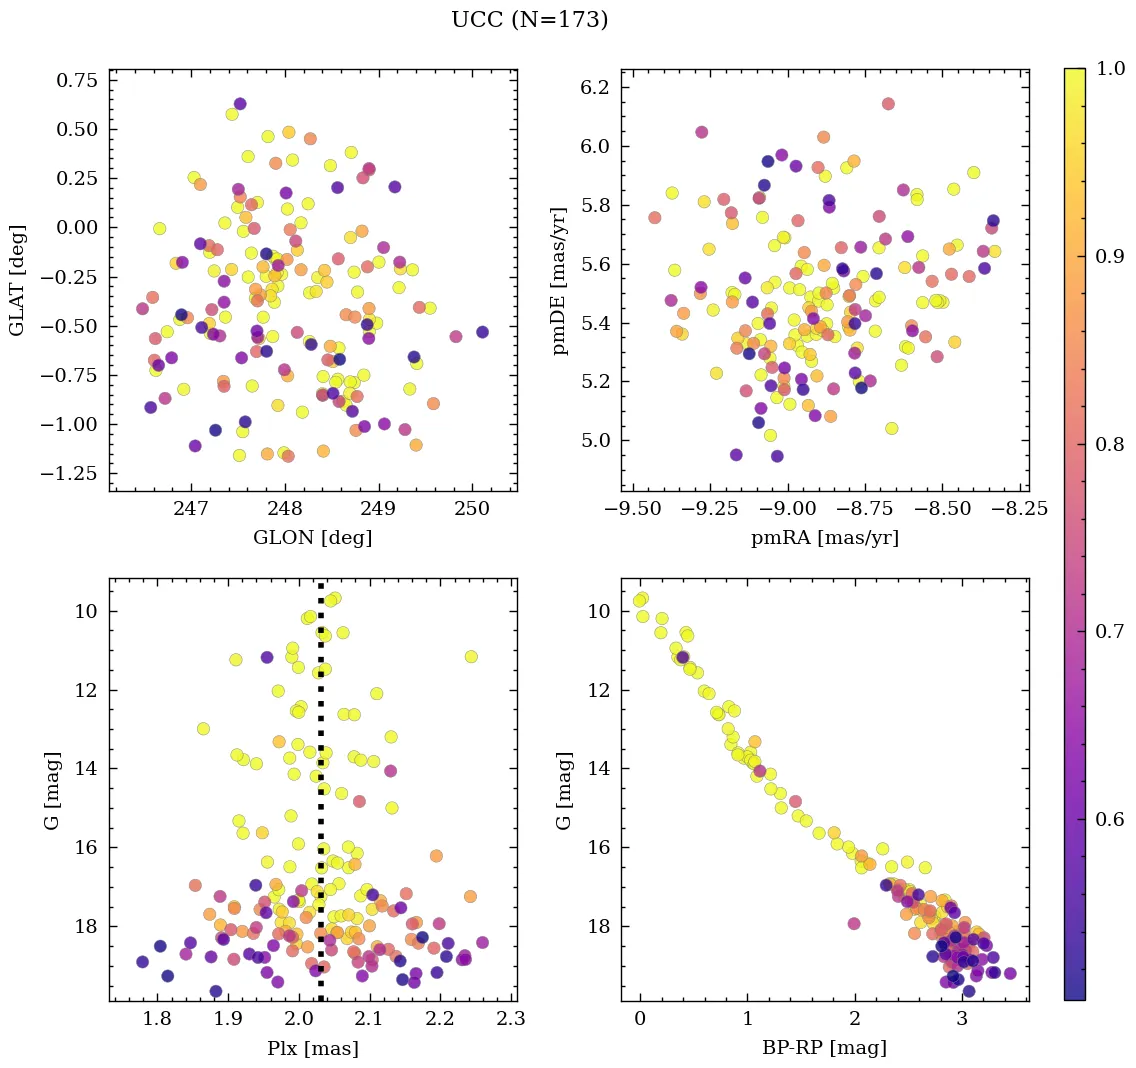 UCC (N=173)
0.75
0.50
0.25
0.00
−0.25
−0.50
−0.75
−1.00
−1.25
GLAT [deg]
247 248 249 250
GLON [deg]
6.2
6.0
5.8
5.6
5.4
5.2
5.0
pmDE [mas/yr]
−9.50 −9.25 −9.00 −8.75 −8.50 −8.25
pmRA [mas/yr]
10
12
14
16
18
G [mag]
1.8 1.9 2.0 2.1 2.2 2.3
Plx [mas]
10
12
14
16
18
G [mag]
0 1 2 3
BP-RP [mag]
1.0
0.9
0.8
0.7
0.6